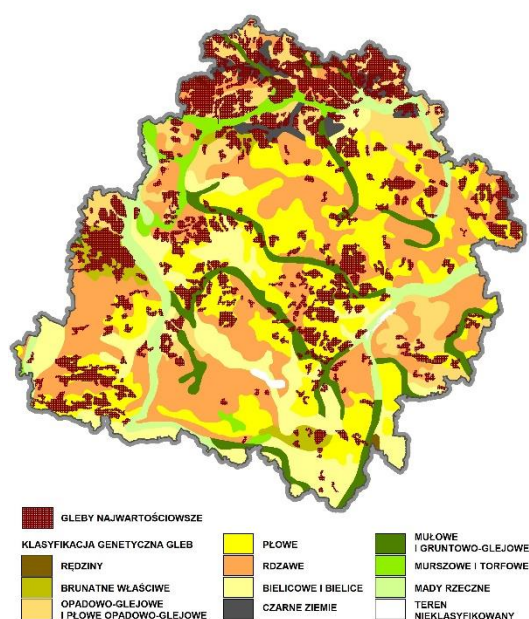 GLEBY NAJWARTOŚCIOWSZE
KLASYFIKACJA GENETYCZNA GLEB
RĘDZINY
BRUNATNE WŁAŚCIWE
OPADOWO-GLEJOWE
I PŁOWE OPADOWO-GLEJOWE
PŁOWE
RDZAWE
BIELICOWE I BIELICE
CZARNE ZIEMIE
MUŁOWE
I GRUNTOWO-GLEJOWE
MURSZOWE I TORFOWE
MADY RZECZNE
TEREN
NIEKLASYFIKOWANY